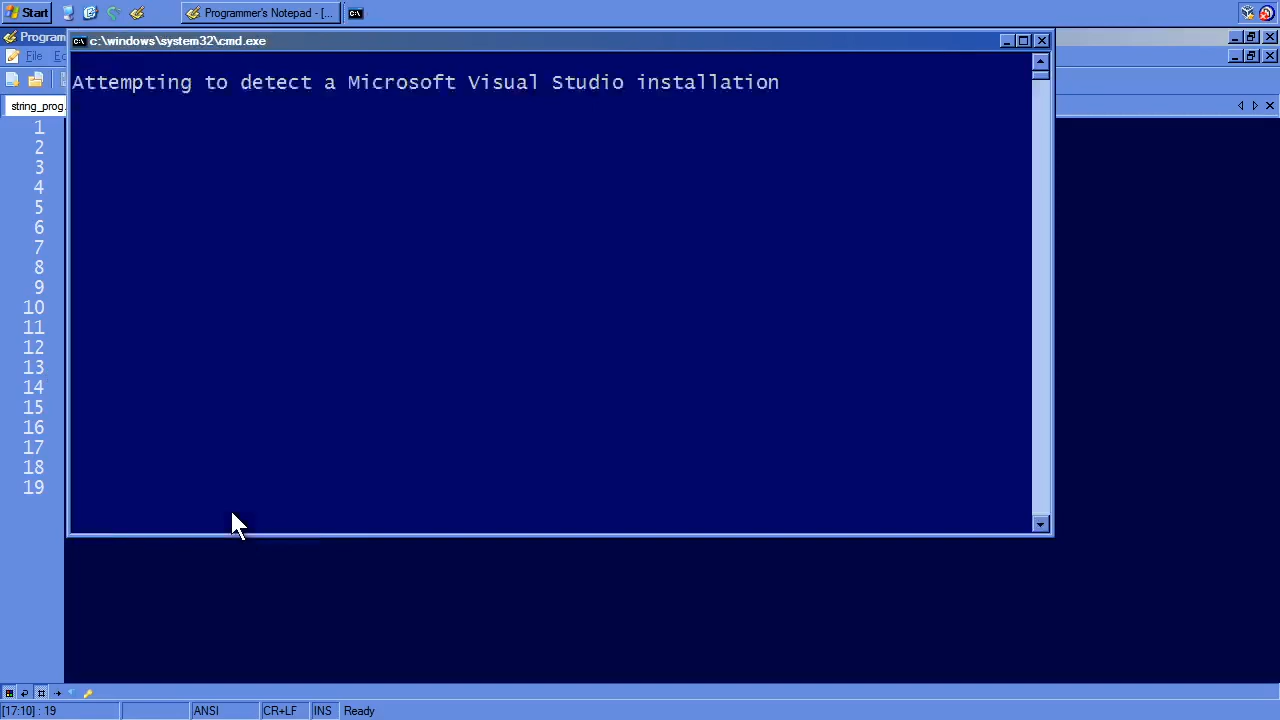 Start
Programmer's Notepad - [...
c:\windows\system32\cmd.exe
Program
File
Attempting to detect a Microsoft Visual Studio installation
string_prog.
1
2
3
4
5
6
7
8
9
10
11
12
13
14
15
16
17
18
19
[17:10] : 19
ANSI
CR+LF
INS
Ready